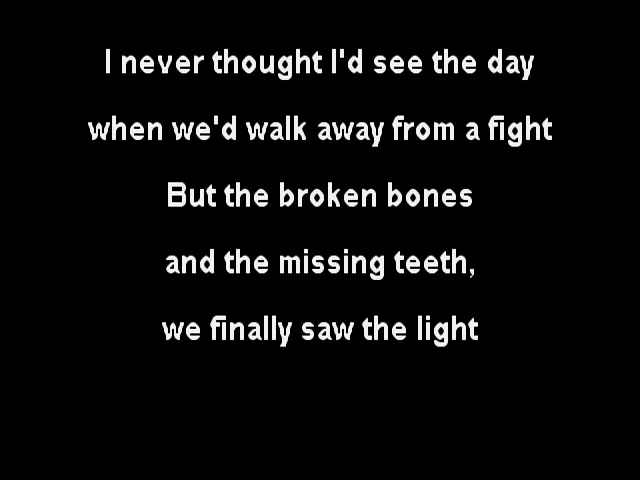 I never thought I'd see the day
when we'd walk away from a fight
But the broken bones
and the missing teeth,
we finally saw the light